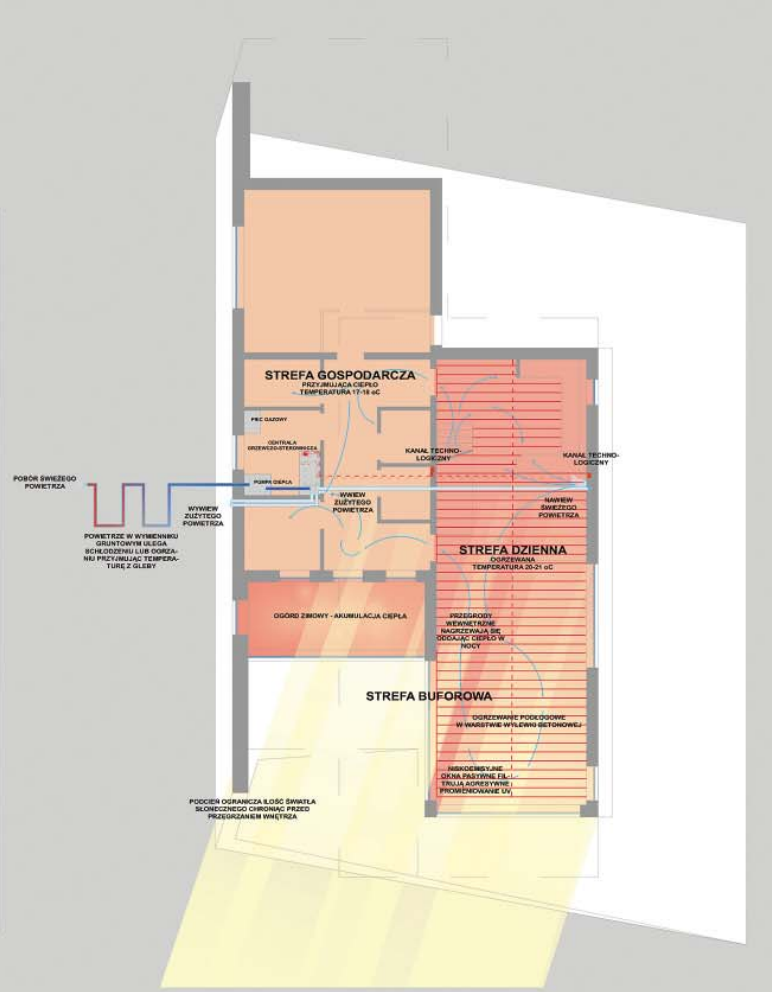 STREFA GOSPODARCZA
PRZYJMUJĄCA CIEPŁO
TEMPERATURA 17-18 oC
PIEC GAZOWY
CENTRALA
GRZEWCZO-STEROWNICZA
KANAŁ TECHNO-
LOGICZNY
KANAŁ TECHNO-
LOGICZNY
POBÓR ŚWIEŻEGO
POWIETRZA
POMPA CIEPŁA
WYWIEW
ZUŻYTEGO
POWIETRZA
WYWIEW
ZUŻYTEGO
POWIETRZA
NAWIEW
ŚWIEŻEGO
POWIETRZA
POWIETRZE W WYMIENNIKU
GRUNTOWYM ULEGA
SCHŁODZENIU LUB OGRZA-
NIU PRZYJMUJĄC TEMPERA-
TURĘ Z GLEBY
STREFA DZIENNA
OGRZEWANA
TEMPERATURA 20-21 oC
OGÓRD ZIMOWY - AKUMULACJA CIEPŁA
PRZEGRODY
WEWNĘTRZNE
NAGRZEWAJĄ SIĘ
ODDAJĄC CIEPŁO W
NOCY
STREFA BUFOROWA
OGRZEWANIE PODŁOGOWE
W WARSTWIE WYLEWKI BETONOWEJ
NISKOEMISYJNE
OKNA PASYWNE FIL-
TRUJĄ AGRESYWNE
PROMIENIOWANIE UV
PODCIEŃ OGRANICZA ILOŚĆ ŚWIATŁA
SŁONECZNEGO CHRONIĄC PRZED
PRZEGRZANIEM WNĘTRZA